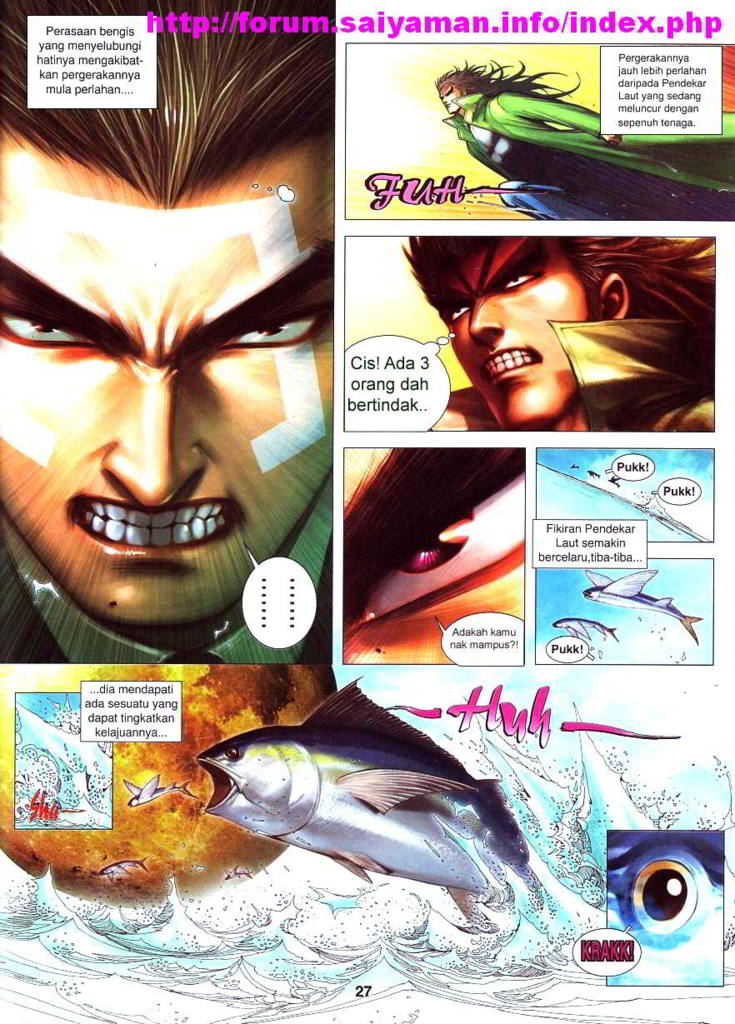 http://forum.saiyaman.info/index.php
Perasaan bengis
yang menyelubungi
hatinya mengakibat-
kan pergerakannya
mula perlahan....
Pergerakannya
jauh lebih perlahan
daripada Pendekar
Laut yang sedang
meluncur dengan
sepenuh tenaga.
FUH
Cis! Ada 3
orang dah
bertindak..
Adakah kamu
nak mampus?!
Pukk!
Pukk!
Fikiran Pendekar
Laut semakin
bercelaru,tiba-tiba...
Pukk!
...dia mendapati
ada sesuatu yang
dapat tingkatkan
kelajuannya...
Sha
Huh
KRAKK!
27